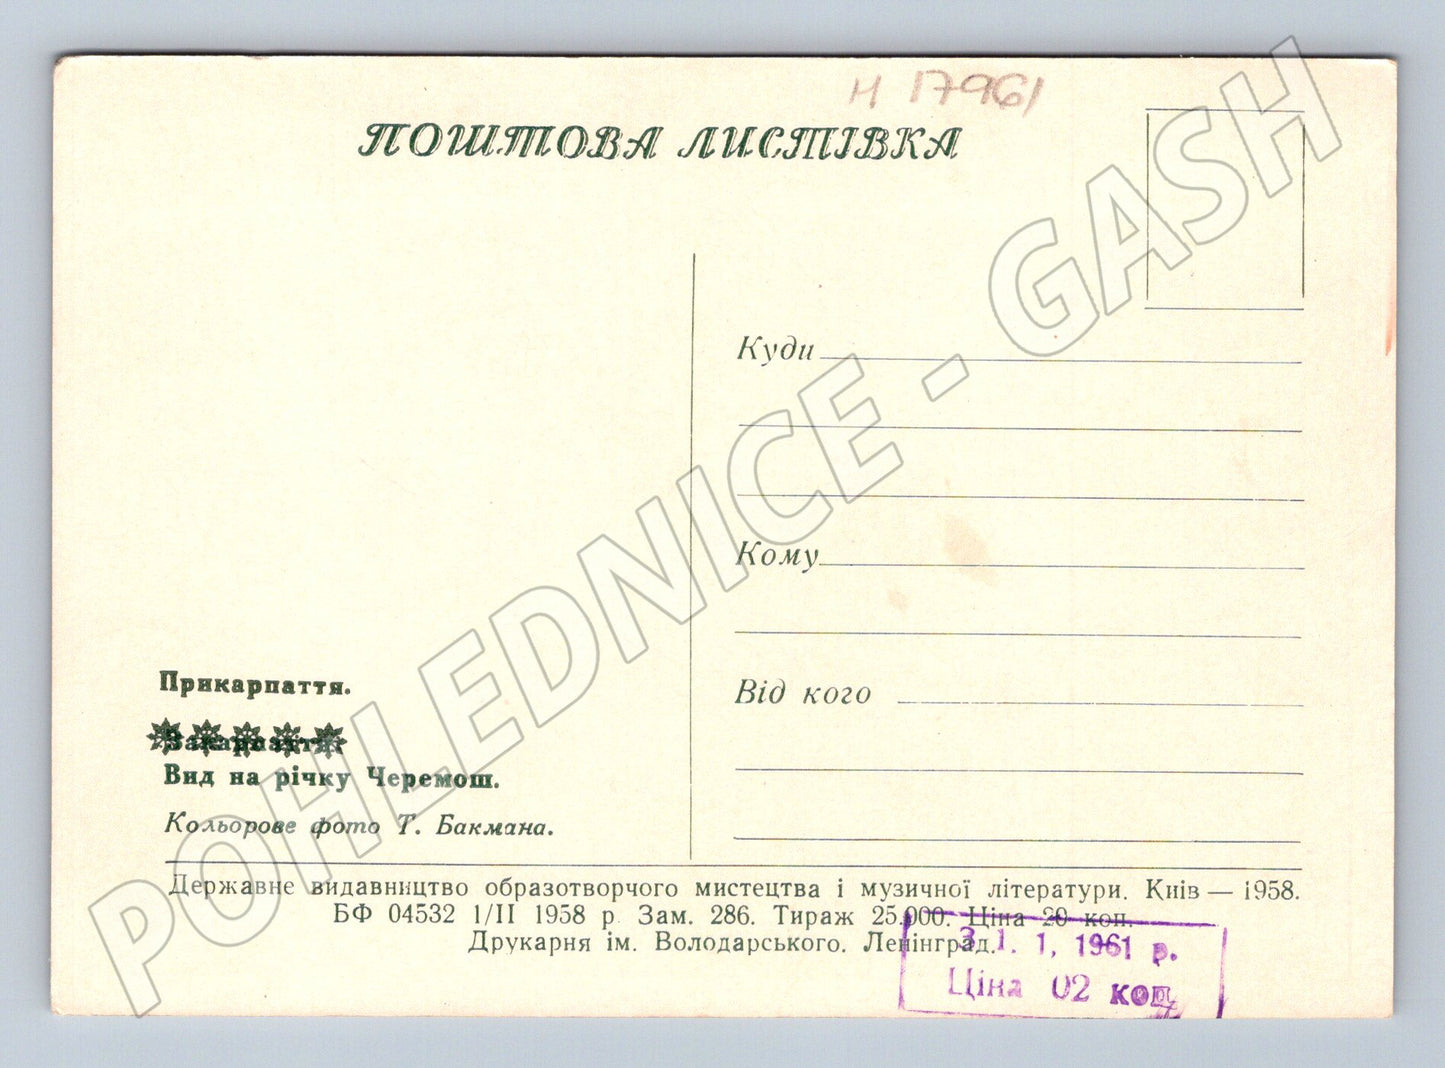 Н 17961
ПОШТОВА ЛИСТІВКА
Куди
Кому
Від кого
Прикарпаття.
Закарпаття.
Вид на річку Черемош.
Кольорове фото Т. Бакмана.
Державне видавництво образотворчого мистецтва і музичної літератури. Київ — 1958.
БФ 04532 1/II 1958 р. Зам. 286. Тираж 25.000. Ціна 20 коп.
Друкарня ім. Володарського. Ленінград.
З 1. 1, 1961 р.
Ціна 02 коп.
POHLEDNICE - GASH